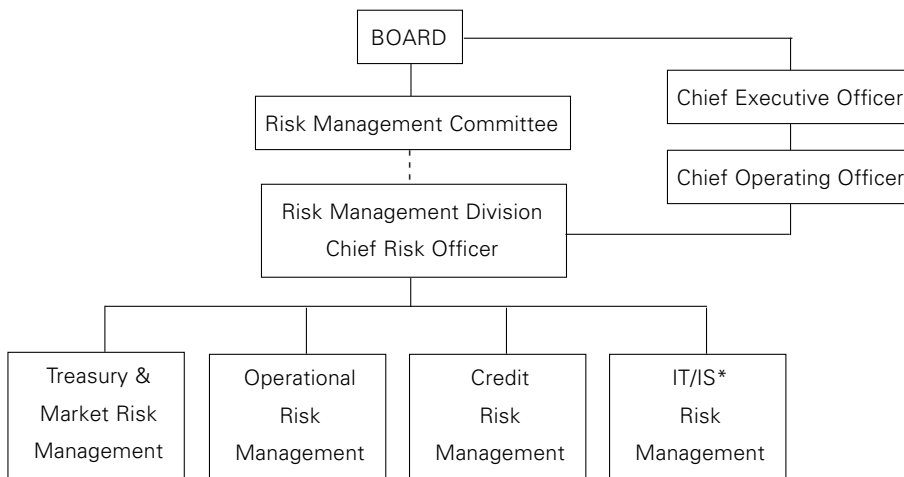 BOARD
Chief Executive Officer
Risk Management Committee
Chief Operating Officer
Risk Management Division
Chief Risk Officer
Treasury &
Market Risk
Management
Operational
Risk
Management
Credit
Risk
Management
IT/IS*
Risk
Management